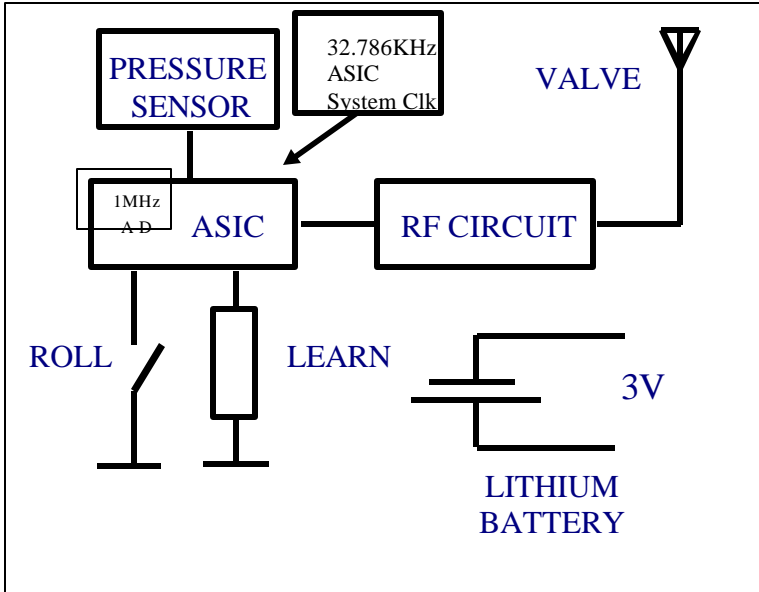 PRESSURE
SENSOR
32.786KHz
ASIC
System Clk
VALVE
1MHz
A D
ASIC
RF CIRCUIT
ROLL
LEARN
3V
LITHIUM
BATTERY